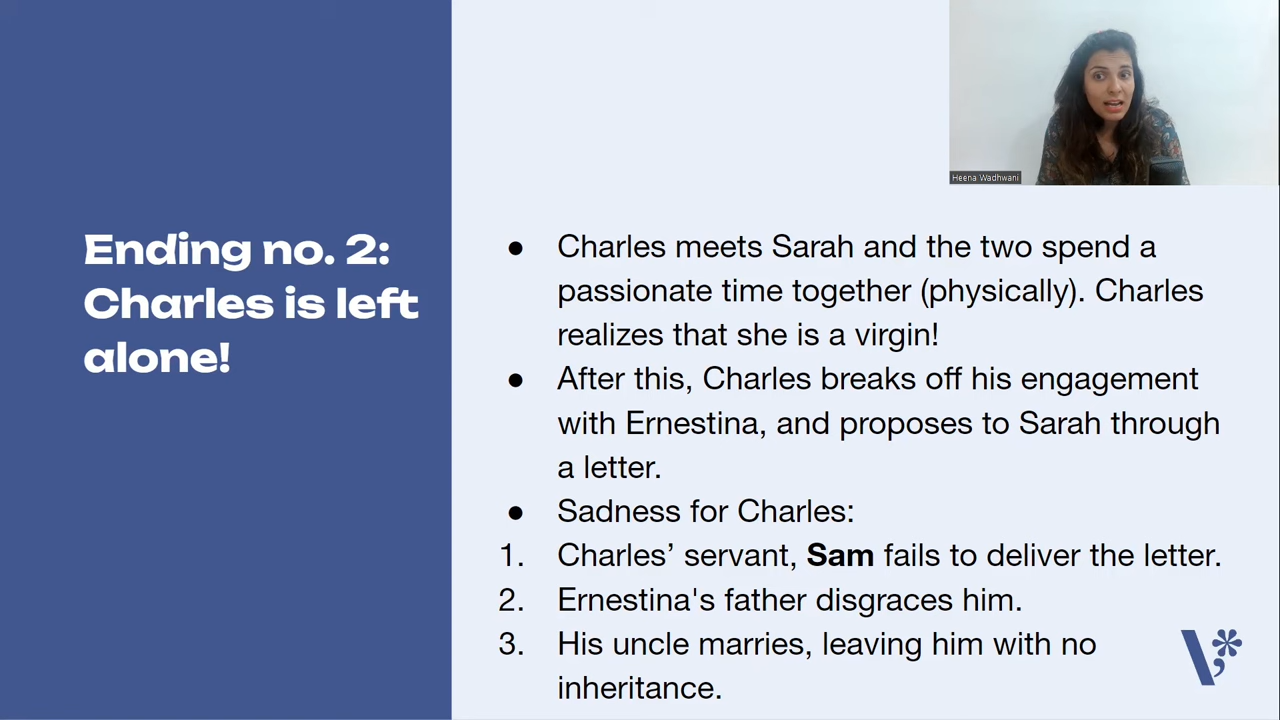 Heena Wadhwani
Ending no. 2:
Charles is left
alone!
● Charles meets Sarah and the two spend a
passionate time together (physically). Charles
realizes that she is a virgin!
● After this, Charles breaks off his engagement
with Ernestina, and proposes to Sarah through
a letter.
● Sadness for Charles:
1. Charles’ servant, Sam fails to deliver the letter.
2. Ernestina's father disgraces him.
3. His uncle marries, leaving him with no
inheritance.